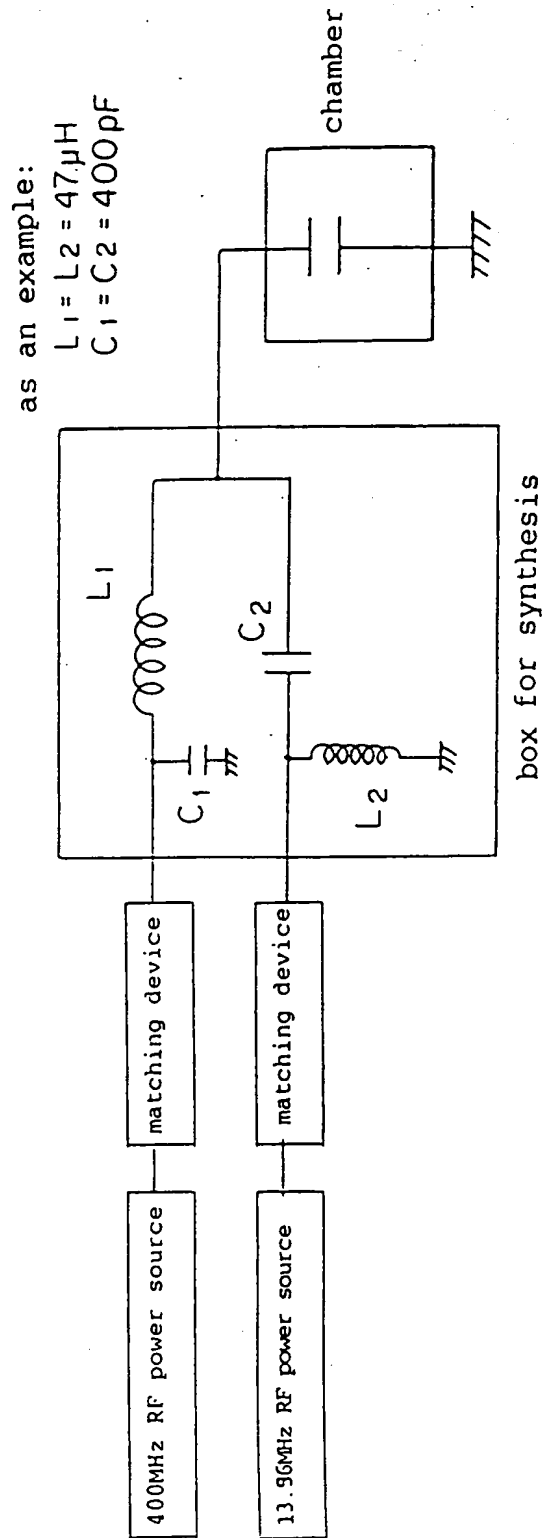 as an example:
L1 = L2 = 47µH
C1 = C2 = 400pF
400MHz RF power source
matching device
C1
L1
13.96MHz RF power source
matching device
L2
C2
box for synthesis
chamber